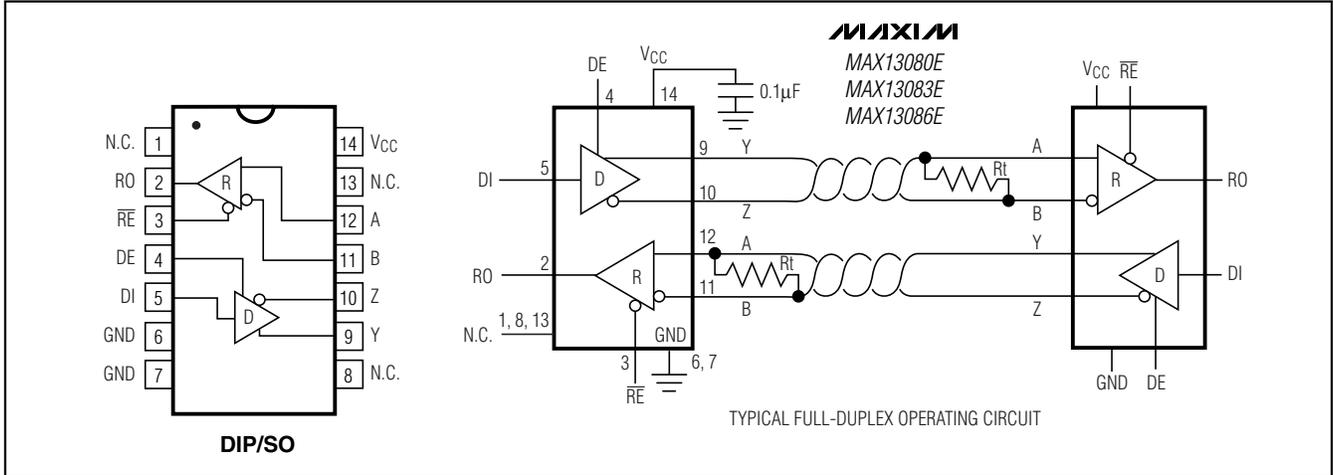 MAXIM
MAX13080E
MAX13083E
MAX13086E
N.C. 1
RO 2
RE 3
DE 4
DI 5
GND 6
GND 7
14 VCC
13 N.C.
12 A
11 B
10 Z
9 Y
8 N.C.
R
D
DIP/SO
DE
4
VCC
14
0.1µF
DI
5
D
9 Y
10
Z
Rt
A
B
VCC RE
R
RO
RO
2
R
12
A
11
B
Rt
Y
Z
D
DI
N.C. 1, 8, 13
3
RE
GND
6, 7
GND DE
TYPICAL FULL-DUPLEX OPERATING CIRCUIT